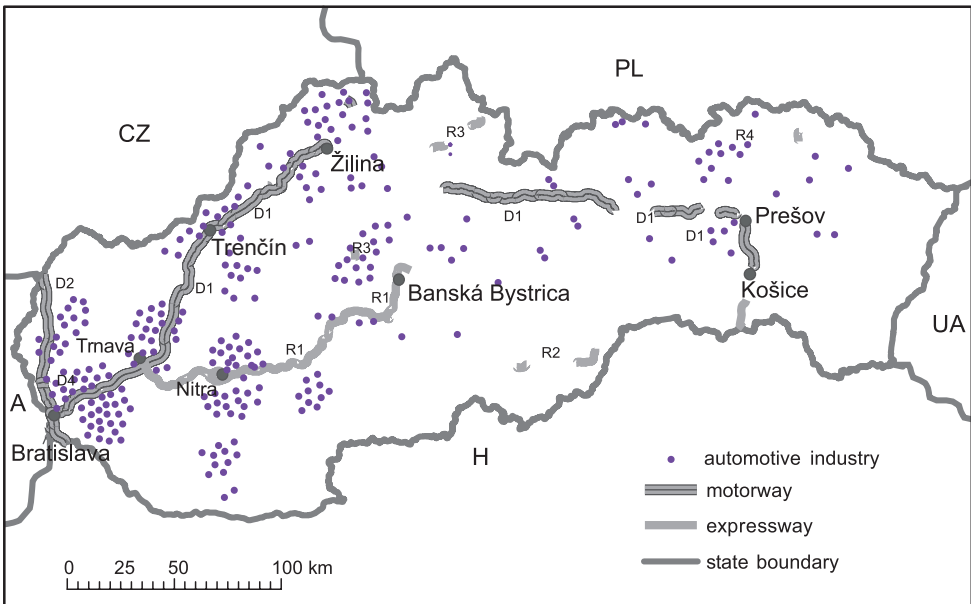 PL
CZ
R3
R4
Žilina
D1
D1
D1
Prešov
Trenčín
R3
D1
D2
D1
Košice
R1
Banská Bystrica
UA
Trnava
R1
R2
D4
Nitra
A
Bratislava
H
automotive industry
motorway
expressway
state boundary
0 25 50 100 km